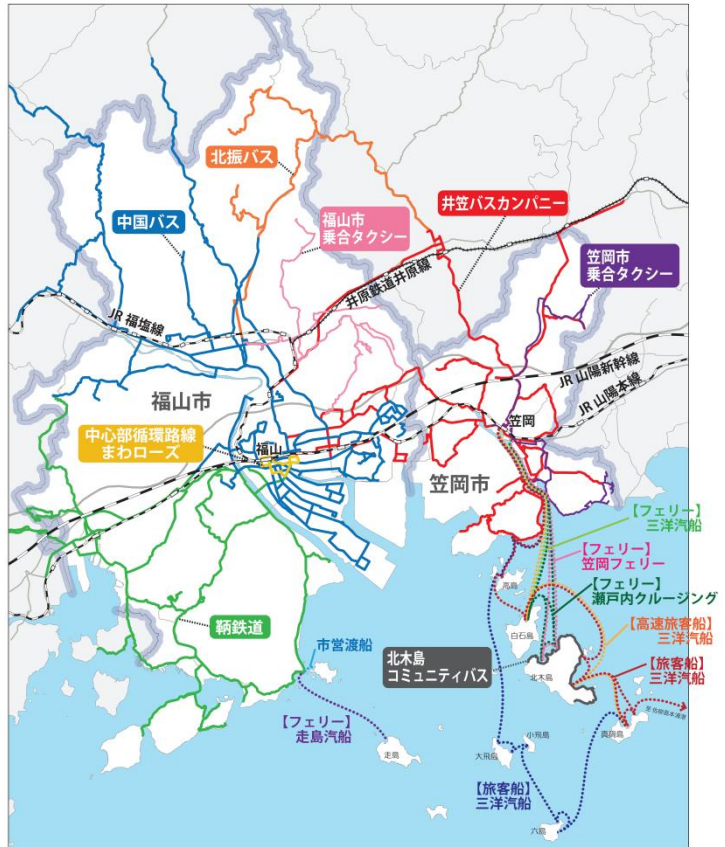 北振バス
井笠バスカンパニー
中国バス
福山市
乗合タクシー
笠岡市
乗合タクシー
井原鉄道井原線
JR 福塩線
JR 山陽新幹線
JR 山陽本線
福山市
中心部循環路線
まわローズ
福山
笠岡
笠岡市
【フェリー】
三洋汽船
【フェリー】
笠岡フェリー
【フェリー】
瀬戸内クルージング
【高速旅客船】
三洋汽船
【旅客船】
三洋汽船
高島
白石島
北木島
コミュニティバス
北木島
鞆鉄道
市営渡船
【フェリー】
走島汽船
走島
大飛島
小飛島
真鍋島
【旅客船】
三洋汽船
六島